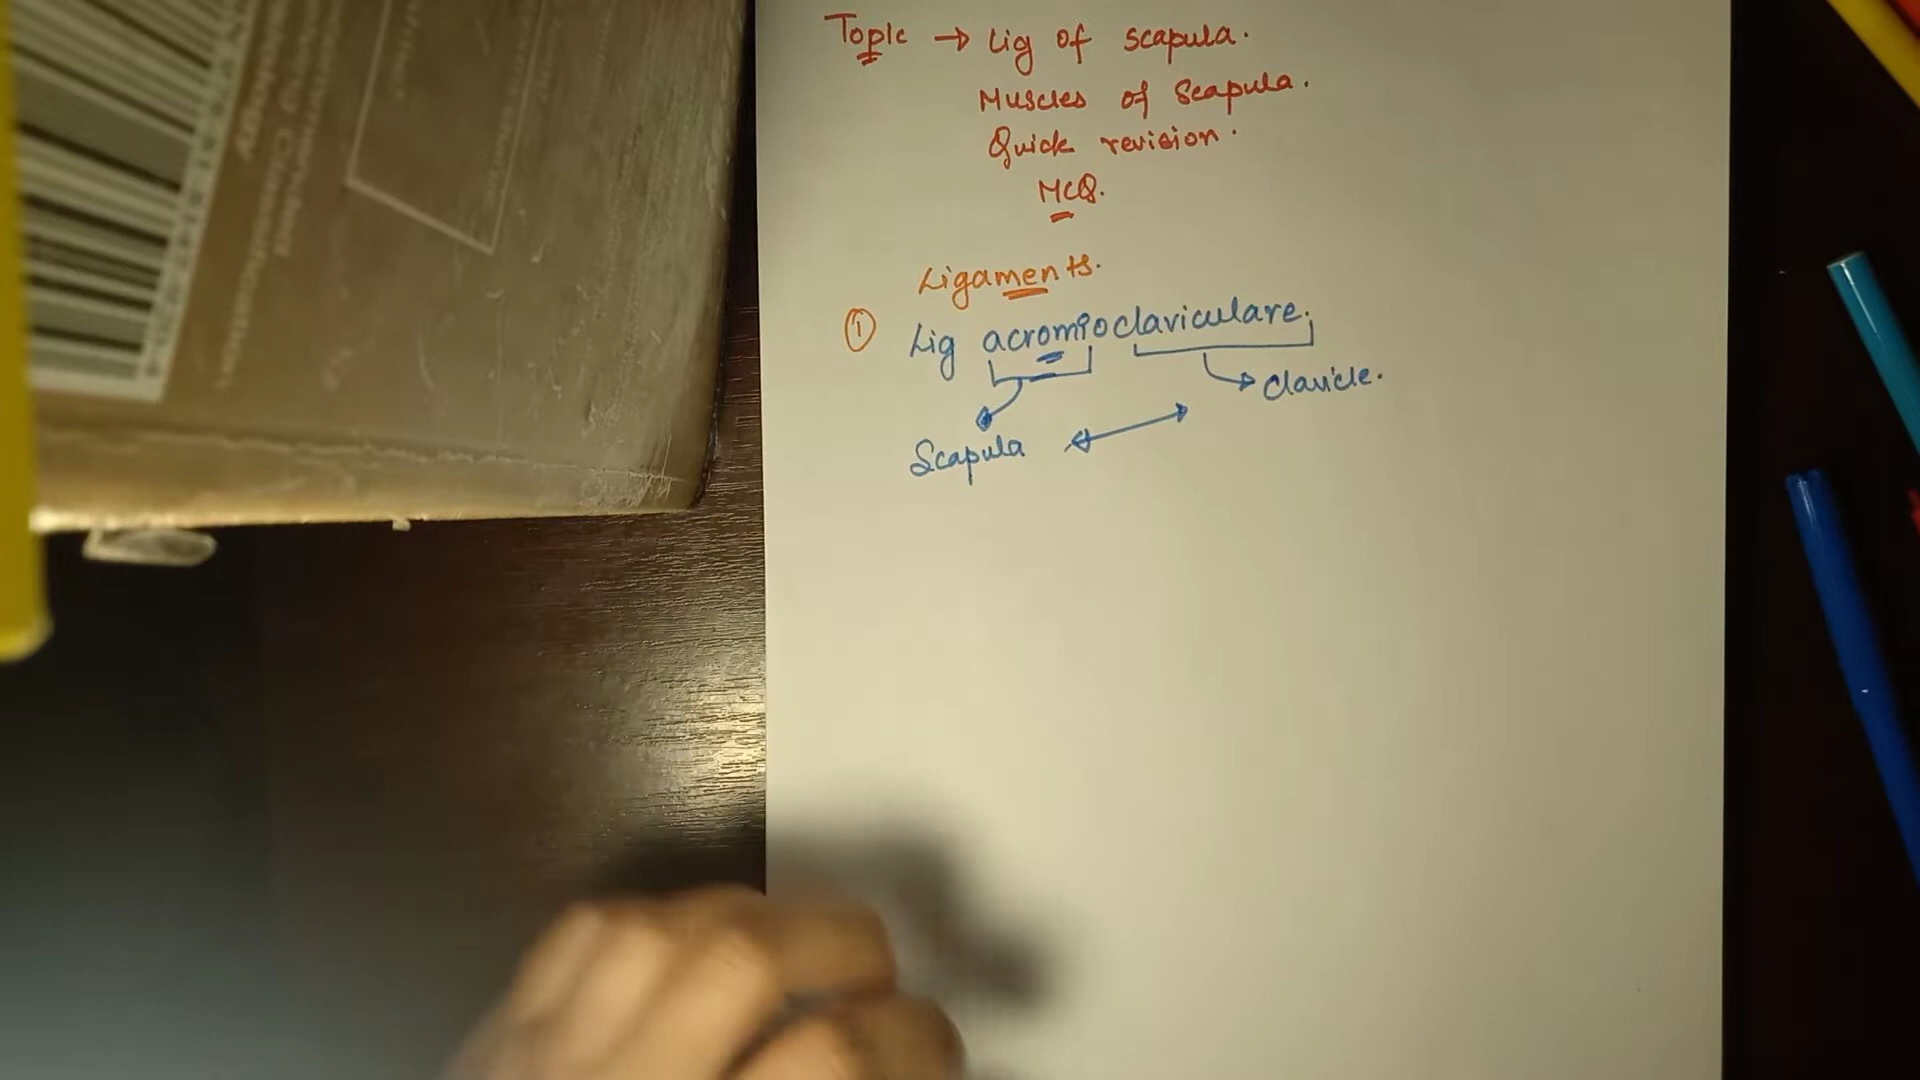 Topic → Lig of scapula.
Muscles of Scapula.
Quick revision.
MCQ.
Ligaments.
① Lig acromioclaviculare.
Clavicle.
Scapula